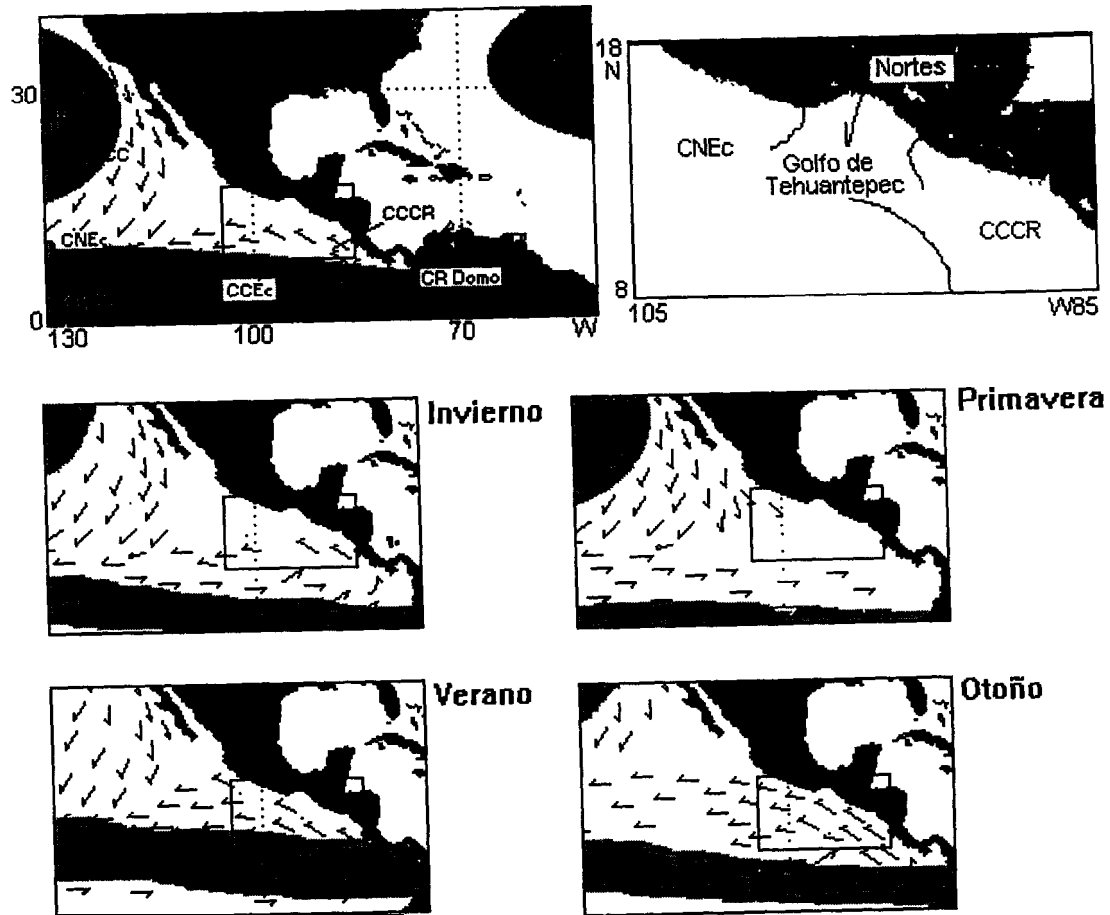 30
0
130
100
70
W
CNEc
CCEc
CCCR
CR Domo
18
N
8
105
W85
Nortes
CNEc
Golfo de
Tehuantepec
CCCR
Invierno
Primavera
Verano
Otoño